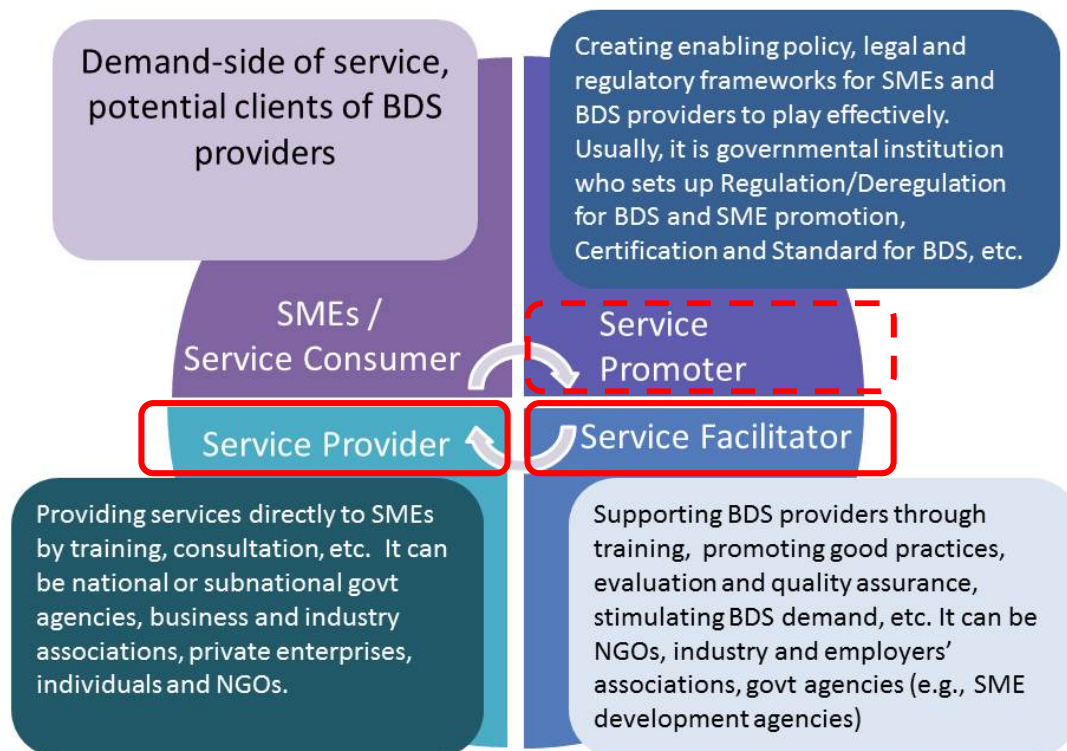 Demand-side of service,
potential clients of BDS
providers
Creating enabling policy, legal and
regulatory frameworks for SMEs and
BDS providers to play effectively.
Usually, it is governmental institution
who sets up Regulation/Deregulation
for BDS and SME promotion,
Certification and Standard for BDS, etc.
SMEs /
Service Consumer
Service
Promoter
Service Provider
Service Facilitator
Providing services directly to SMEs
by training, consultation, etc. It can
be national or subnational govt
agencies, business and industry
associations, private enterprises,
individuals and NGOs.
Supporting BDS providers through
training, promoting good practices,
evaluation and quality assurance,
stimulating BDS demand, etc. It can be
NGOs, industry and employers’
associations, govt agencies (e.g., SME
development agencies)